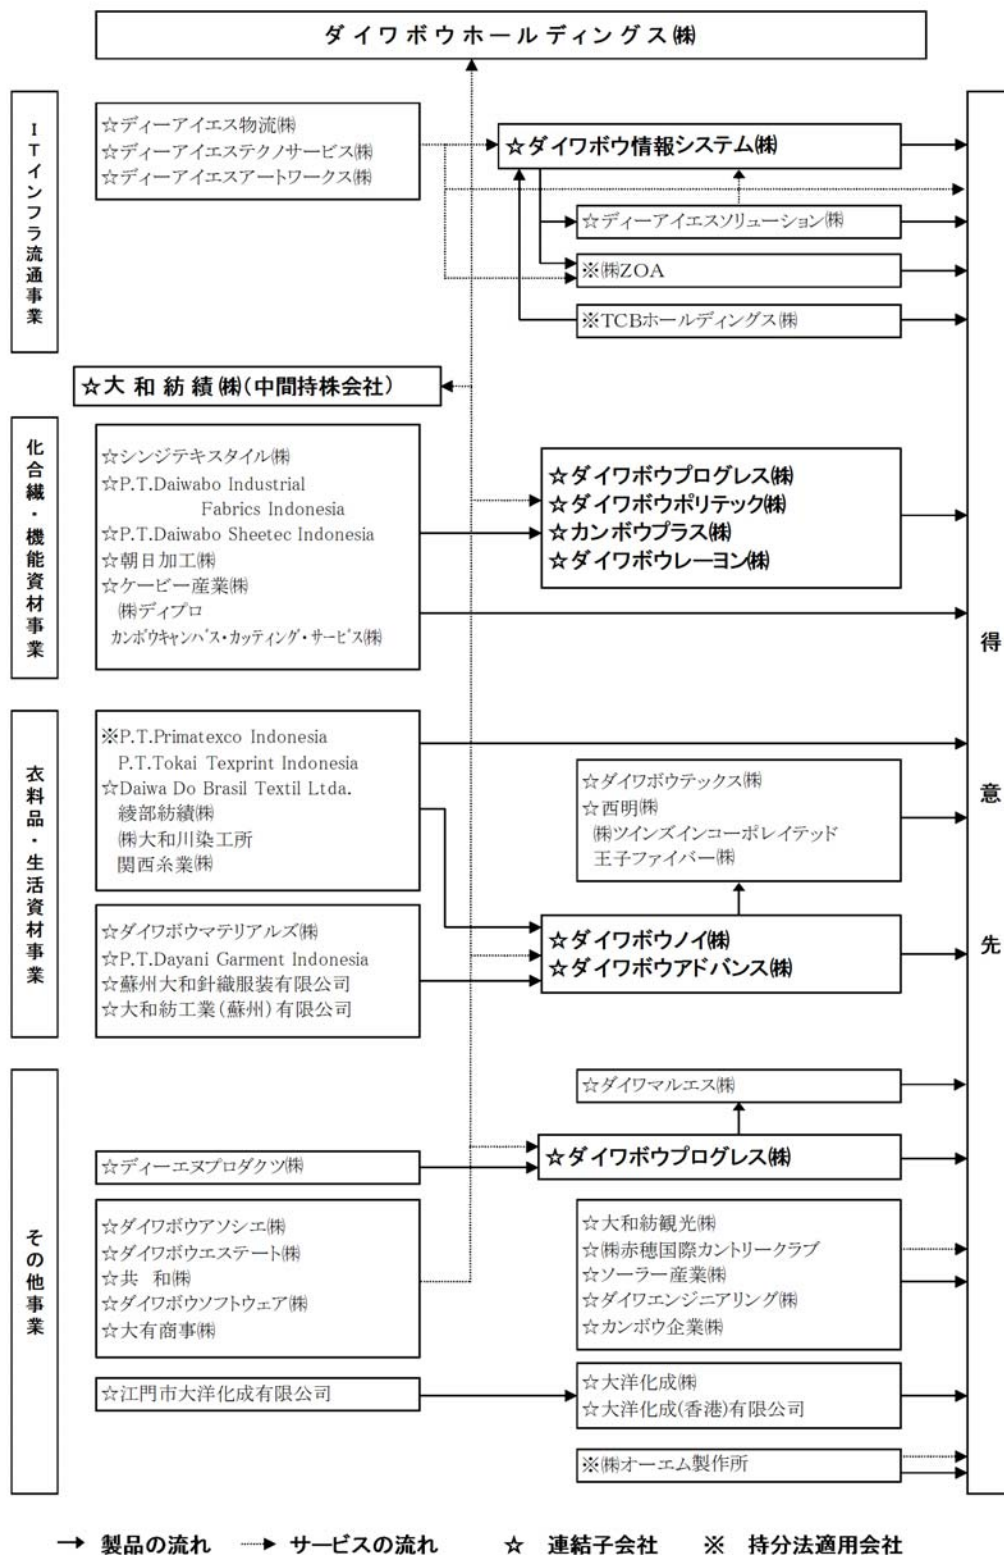 ダイワボウホールディングス㈱
ITインフラ流通事業
☆ディーアイエス物流㈱
☆ディーアイエステクノサービス㈱
☆ディーアイエスアートワークス㈱
☆ダイワボウ情報システム㈱
☆ディーアイエスソリューション㈱
※㈱ZOA
※TCBホールディングス㈱
☆大和紡績㈱(中間持株会社)
化合繊・機能資材事業
☆シンジテキスタイル㈱
☆P.T.Daiwabo Industrial
Fabrics Indonesia
☆P.T.Daiwabo Sheetec Indonesia
☆朝日加工㈱
☆ケービー産業㈱
㈱ディプロ
カンボウキャンバス・カッティング・サービス㈱
☆ダイワボウプログレス㈱
☆ダイワボウポリテック㈱
☆カンボウプラス㈱
☆ダイワボウレーヨン㈱
得意先
衣料品・生活資材事業
※P.T.Primatexco Indonesia
P.T.Tokai Texprint Indonesia
☆Daiwa Do Brasil Textil Ltda.
綾部紡績㈱
㈱大和川染工所
関西糸業㈱
☆ダイワボウテックス㈱
☆西明㈱
㈱ツインズインコーポレイテッド
王子ファイバー㈱
☆ダイワボウマテリアルズ㈱
☆P.T.Dayani Garment Indonesia
☆蘇州大和針織服装有限公司
☆大和紡工業(蘇州)有限公司
☆ダイワボウノイ㈱
☆ダイワボウアドバンス㈱
その他事業
☆ダイワマルエス㈱
☆ディーエヌプロダクツ㈱
☆ダイワボウプログレス㈱
☆ダイワボウアソシエ㈱
☆ダイワボウエステート㈱
☆共 和㈱
☆ダイワボウソフトウェア㈱
☆大有商事㈱
☆大和紡観光㈱
☆㈱赤穂国際カントリークラブ
☆ソーラー産業㈱
☆ダイワエンジニアリング㈱
☆カンボウ企業㈱
☆江門市大洋化成有限公司
☆大洋化成㈱
☆大洋化成(香港)有限公司
※㈱オーエム製作所
→ 製品の流れ ┈→ サービスの流れ ☆ 連結子会社 ※ 持分法適用会社